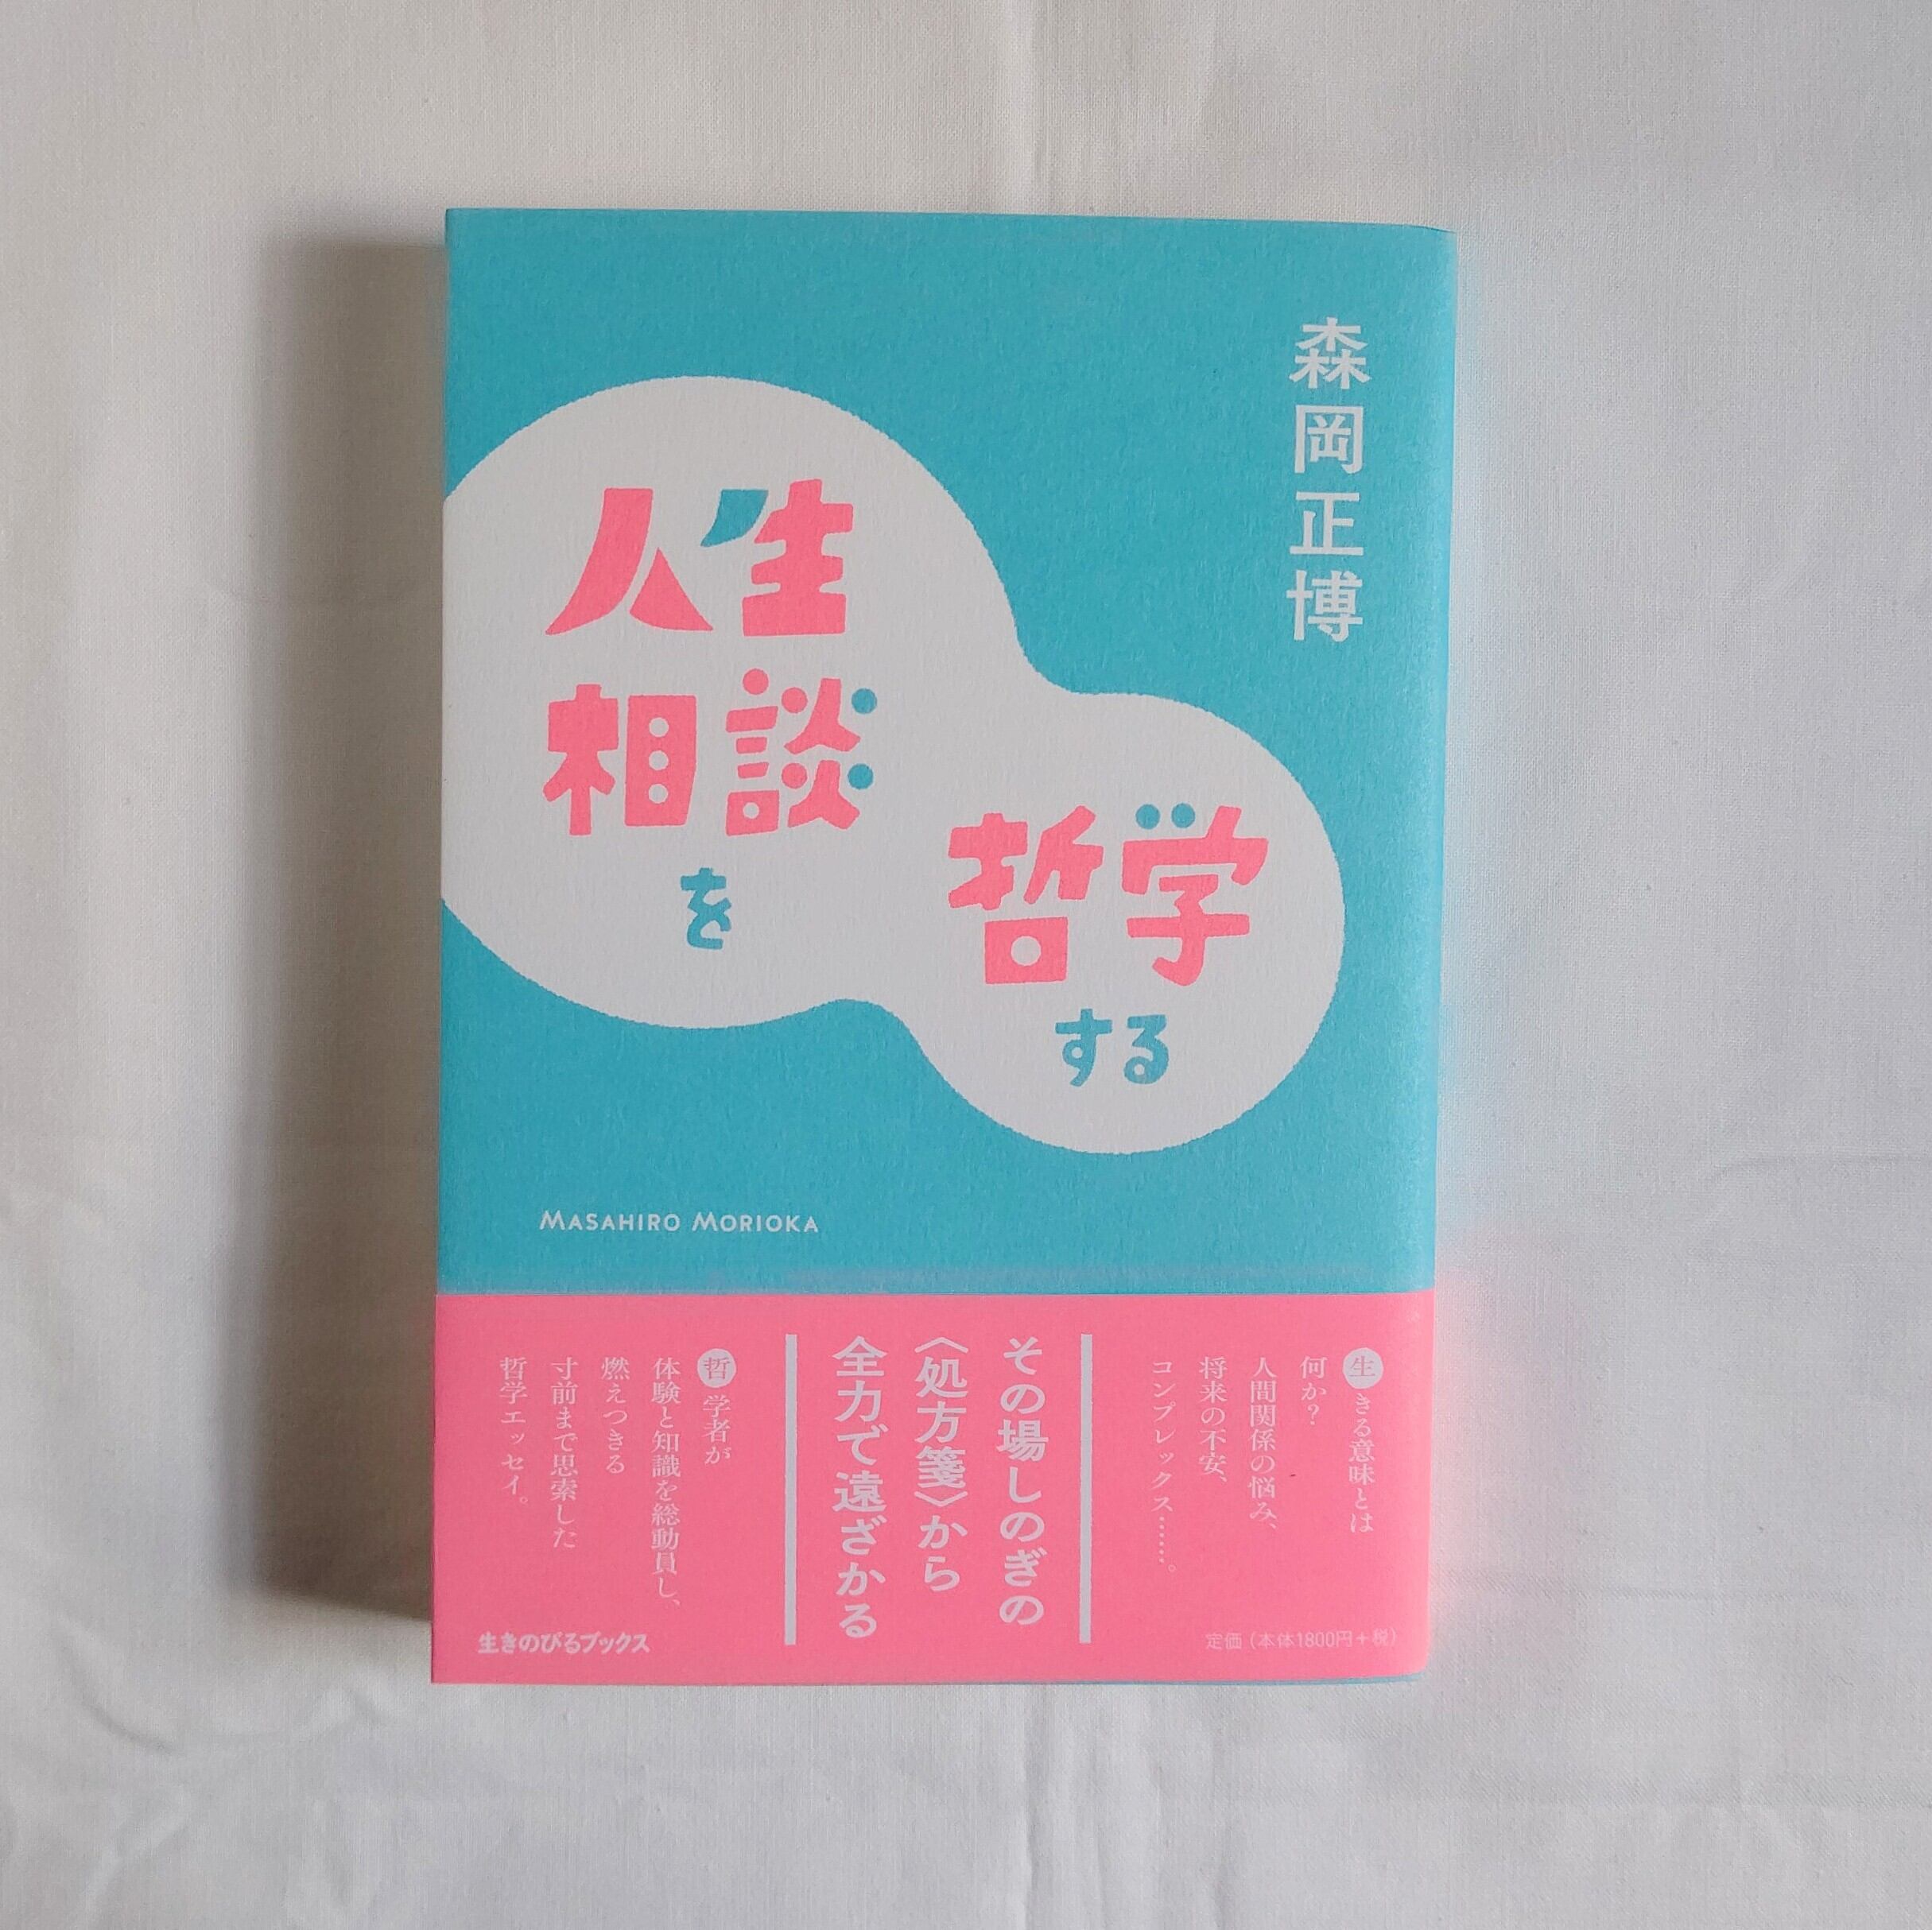 森岡正博
人生
相談
を
哲学
する
MASAHIRO MORIOKA
生きる意味とは
何か?
人間関係の悩み、
将来の不安、
コンプレックス……。
その場しのぎの
〈処方箋〉から
全力で遠ざかる
哲学者が
体験と知識を総動員し、
燃えつきる
寸前まで思索した
哲学エッセイ。
生きのびるブックス
定価(本体1800円+税)